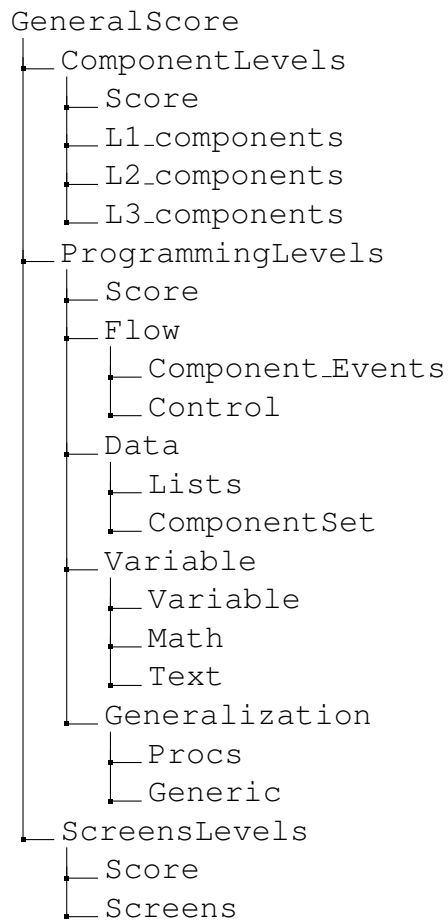 GeneralScore
ComponentLevels
Score
L1_components
L2_components
L3_components
ProgrammingLevels
Score
Flow
Component_Events
Control
Data
Lists
ComponentSet
Variable
Variable
Math
Text
Generalization
Procs
Generic
ScreensLevels
Score
Screens